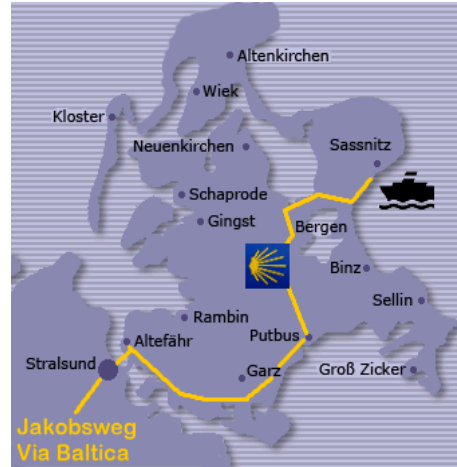 Altenkirchen
Wiek
Kloster
Neuenkirchen
Sassnitz
Schaprode
Gingst
Bergen
Binz
Sellin
Rambin
Altefähr
Putbus
Stralsund
Garz
Groß Zicker
Jakobsweg
Via Baltica